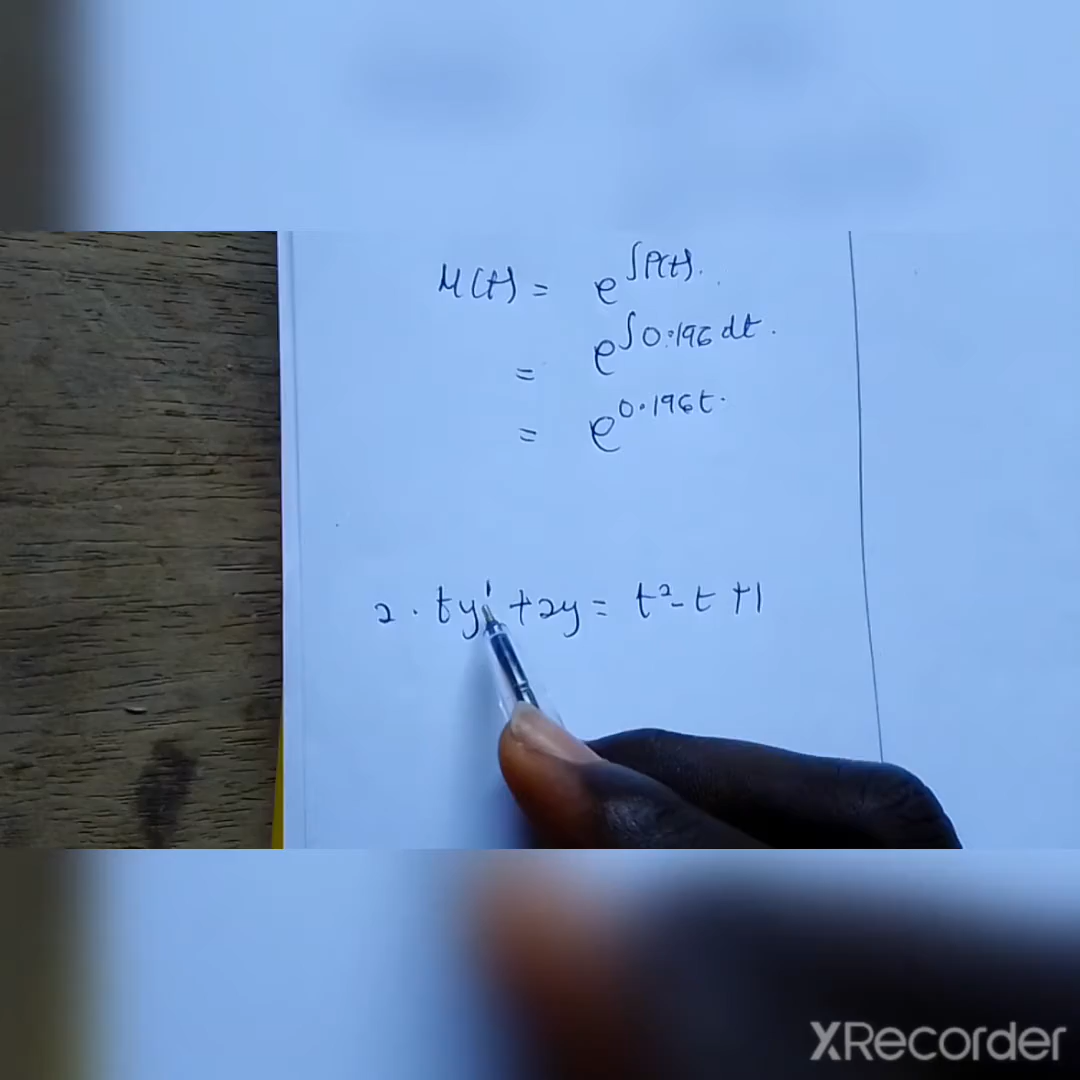 M(t) = e^∫P(t).
= e^∫0.196 dt.
= e^0.196t.
2. ty' + 2y = t² - t + 1
XRecorder